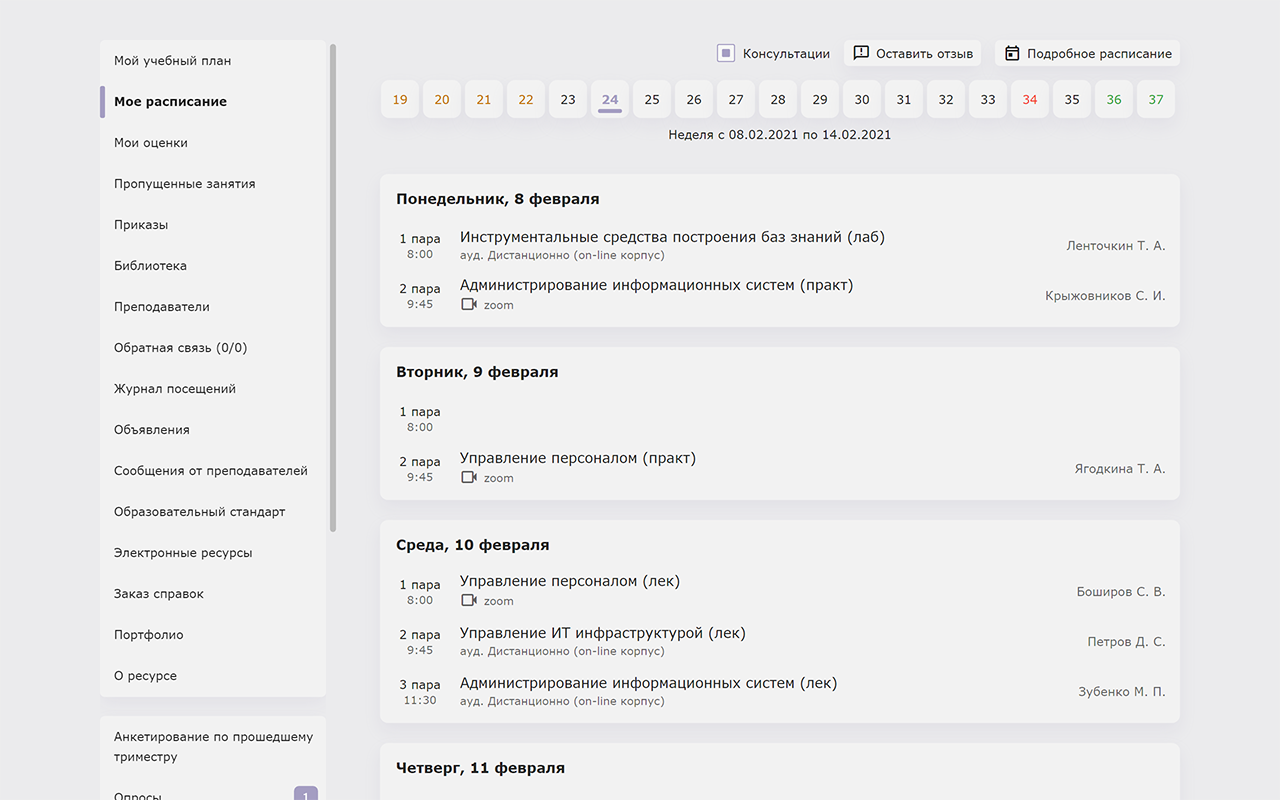 Мой учебный план
Мое расписание
Мои оценки
Пропущенные занятия
Приказы
Библиотека
Преподаватели
Обратная связь (0/0)
Журнал посещений
Объявления
Сообщения от преподавателей
Образовательный стандарт
Электронные ресурсы
Заказ справок
Портфолио
О ресурсе
Анкетирование по прошедшему
триместру
Опросы 1
Консультации Оставить отзыв Подробное расписание
19 20 21 22 23 24 25 26 27 28 29 30 31 32 33 34 35 36 37
Неделя с 08.02.2021 по 14.02.2021
Понедельник, 8 февраля
1 пара Инструментальные средства построения баз знаний (лаб) Ленточкин Т. А.
8:00 ауд. Дистанционно (on-line корпус)
2 пара Администрирование информационных систем (практ) Крыжовников С. И.
9:45 zoom
Вторник, 9 февраля
1 пара
8:00
2 пара Управление персоналом (практ) Ягодкина Т. А.
9:45 zoom
Среда, 10 февраля
1 пара Управление персоналом (лек) Боширов С. В.
8:00 zoom
2 пара Управление ИТ инфраструктурой (лек) Петров Д. С.
9:45 ауд. Дистанционно (on-line корпус)
3 пара Администрирование информационных систем (лек) Зубенко М. П.
11:30 ауд. Дистанционно (on-line корпус)
Четверг, 11 февраля